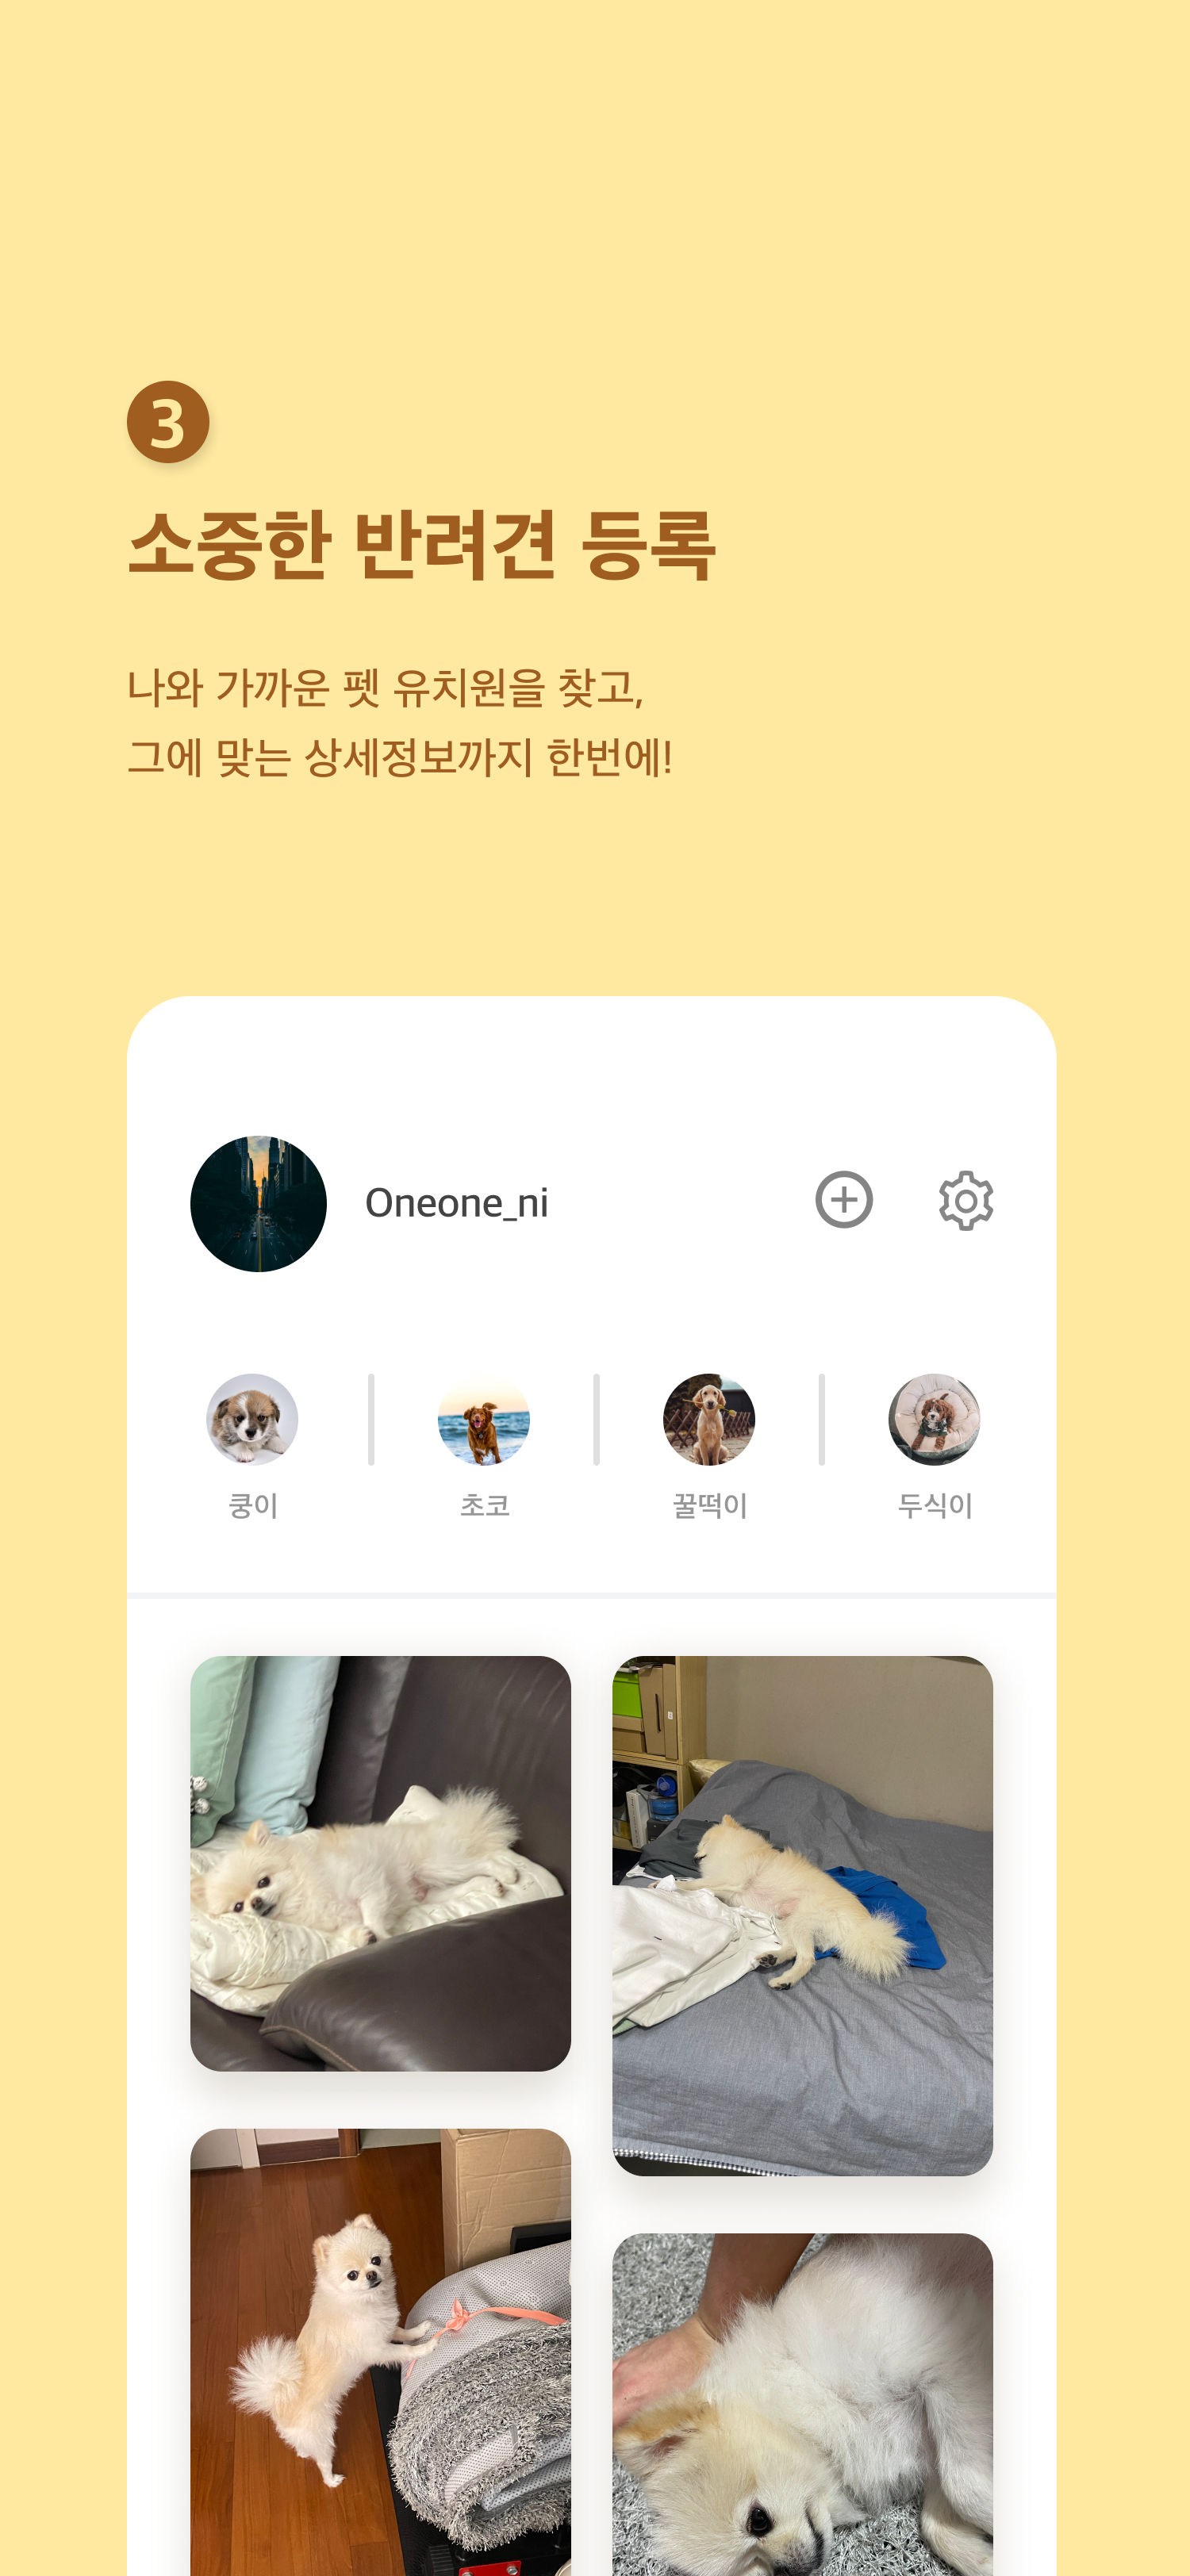 3
소중한 반려견 등록
나와 가까운 펫 유치원을 찾고,
그에 맞는 상세정보까지 한번에!
Oneone_ni
쿵이
초코
꿀떡이
두식이